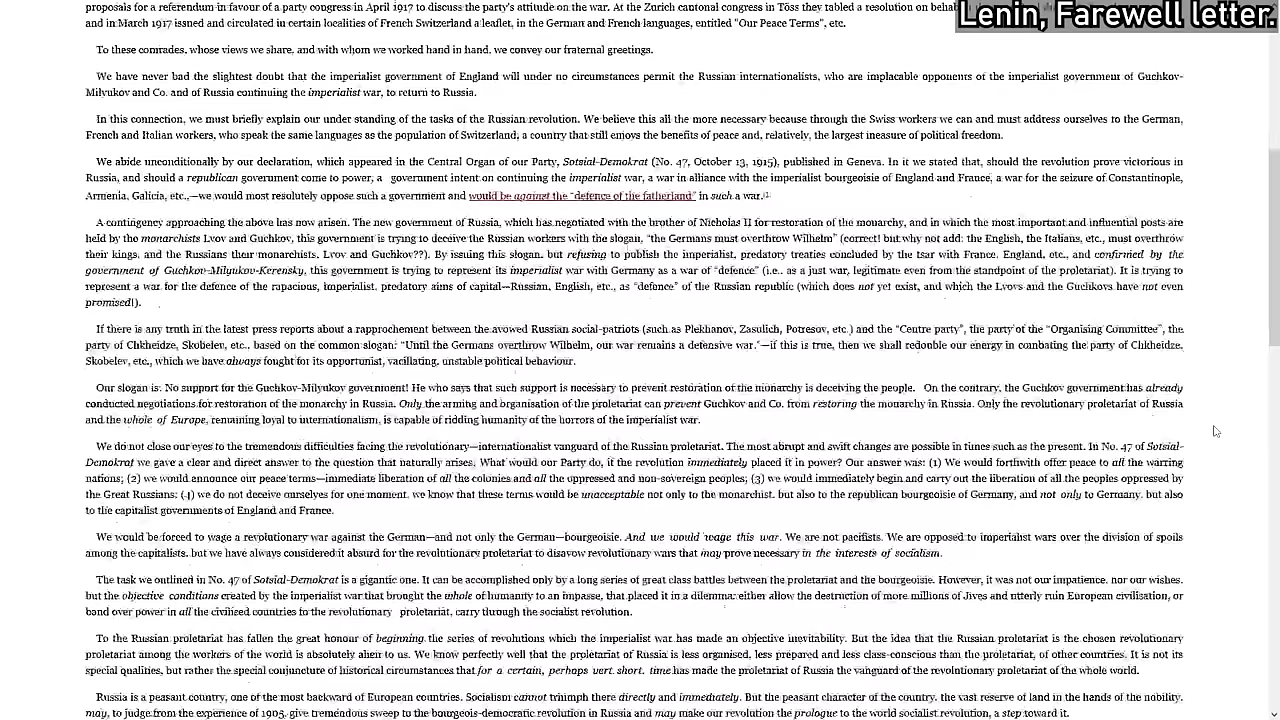 Lenin, Farewell letter.
proposals for a referendum in favour of a party congress in April 1917 to discuss the party's attitude on the war. At the Zurich cantonal congress in Töss they tabled a resolution on behal
and in March 1917 issned and circulated in certain localities of French Switzerland a leaflet, in the German and French languages, entitled "Our Peace Terms", etc.
To these comrades, whose views we share, and with whom we worked hand in hand, we convey our fraternal greetings.
We have never bad the slightest doubt that the imperialist government of England will under no circumstances permit the Russian internationalists, who are implacable opponents of the imperialist government of Guchkov-
Milyukov and Co. and of Russia continuing the imperialist war, to return to Russia.
In this connection, we must briefly explain our under standing of the tasks of the Russian revolution. We believe this all the more necessary because through the Swiss workers we can and must address ourselves to the German,
French and Italian workers, who speak the same languages as the population of Switzerland, a country that still enjoys the benefits of peace and, relatively, the largest ineasure of political freedom.
We abide unconditionally by our declaration, which appeared in the Central Organ of our Party, Sotsial-Demokrat (No. 47, October 13, 1915), published in Geneva. In it we stated that, should the revolution prove victorious in
Russia, and should a republican government come to power, a government intent on continuing the imperialist war, a war in alliance with the imperialist bourgeoisie of England and France, a war for the seizure of Constantinople,
Armenia, Galicia, etc.,—we would most resolutely oppose such a government and would be against the "defence of the fatherland" in such a war.[1]
A contingency approaching the above has now arisen. The new government of Russia, which has negotiated with the brother of Nicholas II for restoration of the monarchy, and in which the most important and influential posts are
held by the monarchists Lvov and Guchkov, this government is trying to deceive the Russian workers with the slogan, "the Germans must overthrow Wilhelm" (correct! but why not add: the English, the Italians, etc., must overthrow
their kings, and the Russians their monarchists, Lvov and Guchkov??). By issuing this slogan, but refusing to publish the imperialist, predatory treaties concluded by the tsar with France, England, etc., and confirmed by the
government of Guchkov-Milyukov-Kerensky, this government is trying to represent its imperialist war with Germany as a war of "defence" (i.e., as a just war, legitimate even from the standpoint of the proletariat). It is trying to
represent a war for the defence of the rapacious, imperialist, predatory aims of capital--Russian, English, etc., as "defence" of the Russian republic (which does not yet exist, and which the Lvovs and the Guchkovs have not even
promised!).
If there is any truth in the latest press reports about a rapprochement between the avowed Russian social-patriots (such as Plekhanov, Zasulich, Potresov, etc.) and the "Centre party", the party of the "Organising Committee", the
party of Chkheidze, Skobelev, etc., based on the common slogan: "Until the Germans overthrow Wilhelm, our war remains a defensive war."—if this is true, then we shall redouble our energy in combating the party of Chkheidze,
Skobelev, etc., which we have always fought for its opportunist, vacillating, unstable political behaviour.
Our slogan is: No support for the Guchkov-Milyukov government! He who says that such support is necessary to prevent restoration of the monarchy is deceiving the people. On the contrary, the Guchkov government has already
conducted negotiations for restoration of the monarchy in Russia. Only the arming and organisation of the proletariat can prevent Guchkov and Co. from restoring the monarchy in Russia. Only the revolutionary proletariat of Russia
and the whole of Europe, remaining loyal to internationalism, is capable of ridding humanity of the horrors of the imperialist war.
We do not close our eyes to the tremendous difficulties facing the revolutionary—internationalist vanguard of the Russian proletariat. The most abrupt and swift changes are possible in times such as the present. In No. 47 of Sotsial-
Demokrat we gave a clear and direct answer to the question that naturally arises, What would our Party do, if the revolution immediately placed it in power? Our answer was: (1) We would forthwith offer peace to all the warring
nations; (2) we would announce our peace terms—immediate liberation of all the colonies and all the oppressed and non-sovereign peoples; (3) we would immediately begin and carry out the liberation of all the peoples oppressed by
the Great Russians; (4) we do not deceive ourselves for one moment, we know that these terms would be unacceptable not only to the monarchist, but also to the republican bourgeoisie of Germany, and not only to Germany, but also
to the capitalist governments of England and France.
We would be forced to wage a revolutionary war against the German—and not only the German—bourgeoisie. And we would wage this war. We are not pacifists. We are opposed to imperialist wars over the division of spoils
among the capitalists, but we have always considered it absurd for the revolutionary proletariat to disavow revolutionary wars that may prove necessary in the interests of socialism.
The task we outlined in No. 47 of Sotsial-Demokrat is a gigantic one. It can be accomplished only by a long series of great class battles between the proletariat and the bourgeoisie. However, it was not our impatience, nor our wishes,
but the objective conditions created by the imperialist war that brought the whole of humanity to an impasse, that placed it in a dilemma: either allow the destruction of more millions of Jives and utterly ruin European civilisation, or
band over power in all the civilised countries to the revolutionary proletariat, carry through the socialist revolution.
To the Russian proletariat has fallen the great honour of beginning the series of revolutions which the imperialist war has made an objective inevitability. But the idea that the Russian proletariat is the chosen revolutionary
proletariat among the workers of the world is absolutely alien to us. We know perfectly well that the proletariat of Russia is less organised, less prepared and less class-conscious than the proletariat, of other countries. It is not its
special qualities, but rather the special conjuncture of historical circumstances that for a certain, perhaps vert. short. time has made the proletariat of Russia the vanguard of the revolutionary proletariat of the whole world.
Russia is a peasant country, one of the most backward of European countries. Socialism cannot triumph there directly and immediately. But the peasant character of the country, the vast reserve of land in the hands of the nobility,
may, to judge from the experience of 1905, give tremendous sweep to the bourgeois-democratic revolution in Russia and may make our revolution the prologue to the world socialist revolution, a step toward it.